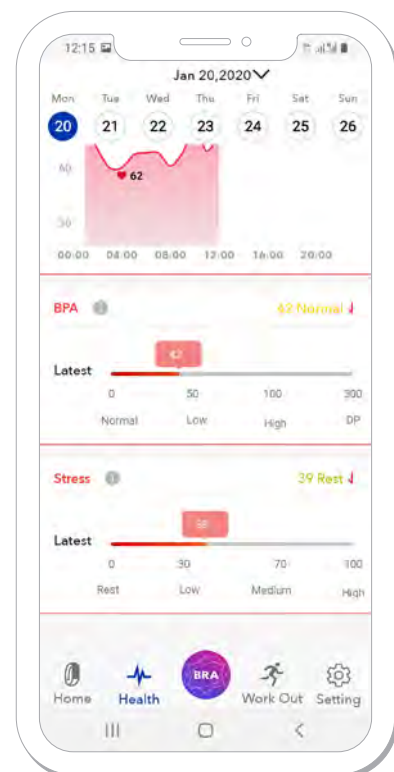 12:15
Jan 20,2020
Mon Tue Wed Thu Fri Sat Sun
20 21 22 23 24 25 26
60
62
50
00:00 04:00 08:00 12:00 16:00 20:00
BPA 62 Normal
Latest
0 50 100 300
Normal Low High DP
Stress 39 Rest
Latest
0 30 70 100
Rest Low Medium High
BRA
Home Health Work Out Setting